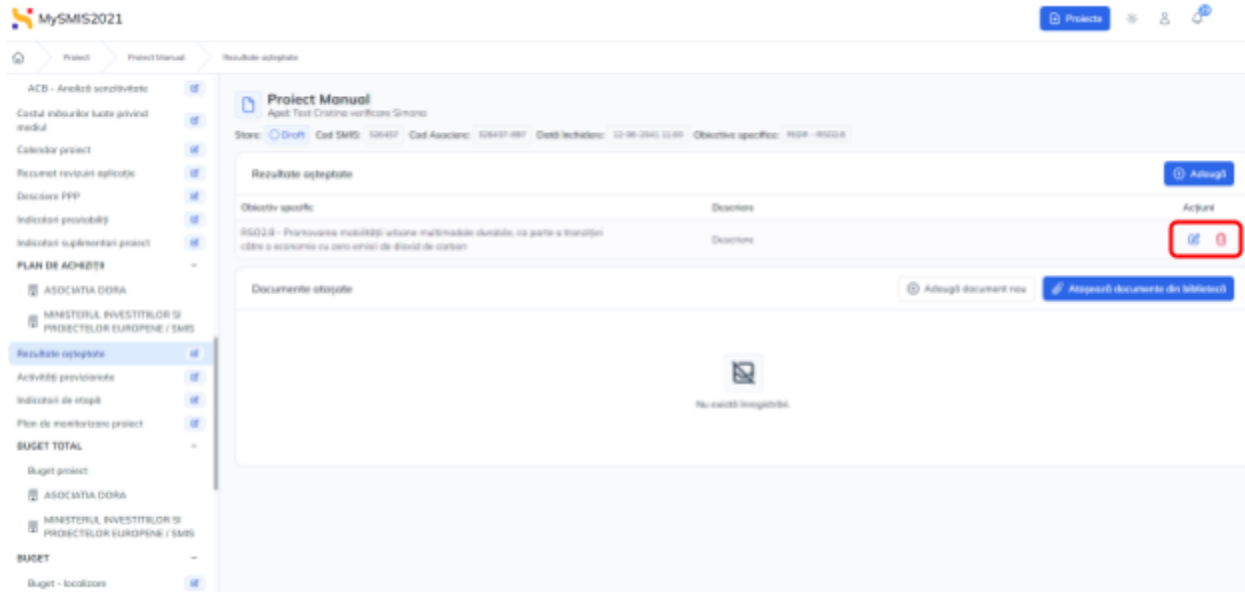 MySMIS2021
Proiecte
Proiect
Proiect Manual
Rezultate așteptate
ACB - Analiză senzitivitate
Costul măsurilor luate privind
mediul
Calendar proiect
Rezumat revizuiri aplicație
Descriere PPP
Indicatori prestabiliți
Indicatori suplimentari proiect
PLAN DE ACHIZIȚII
ASOCIATIA DORA
MINISTERUL INVESTITIILOR SI
PROIECTELOR EUROPENE / SMIS
Rezultate așteptate
Activități previzionate
Indicatori de etapă
Plan de monitorizare proiect
BUGET TOTAL
Buget proiect
ASOCIATIA DORA
MINISTERUL INVESTITIILOR SI
PROIECTELOR EUROPENE / SMIS
BUGET
Buget - localizare
Proiect Manual
Apel: Test Cristina verificare Simona
Stare: Draft Cod SMIS: 326437 Cod Asociere: Dată închidere: Obiective specifice:
Rezultate așteptate
Adaugă
Obiectiv specific
Descriere
Acțiuni
RSO2.8 - Promovarea mobilității urbane multimodale durabile, ca parte a tranziției
către o economie cu zero emisii de dioxid de carbon
Descriere
Documente atașate
Adaugă document nou
Atașează documente din bibliotecă
Nu există înregistrări.